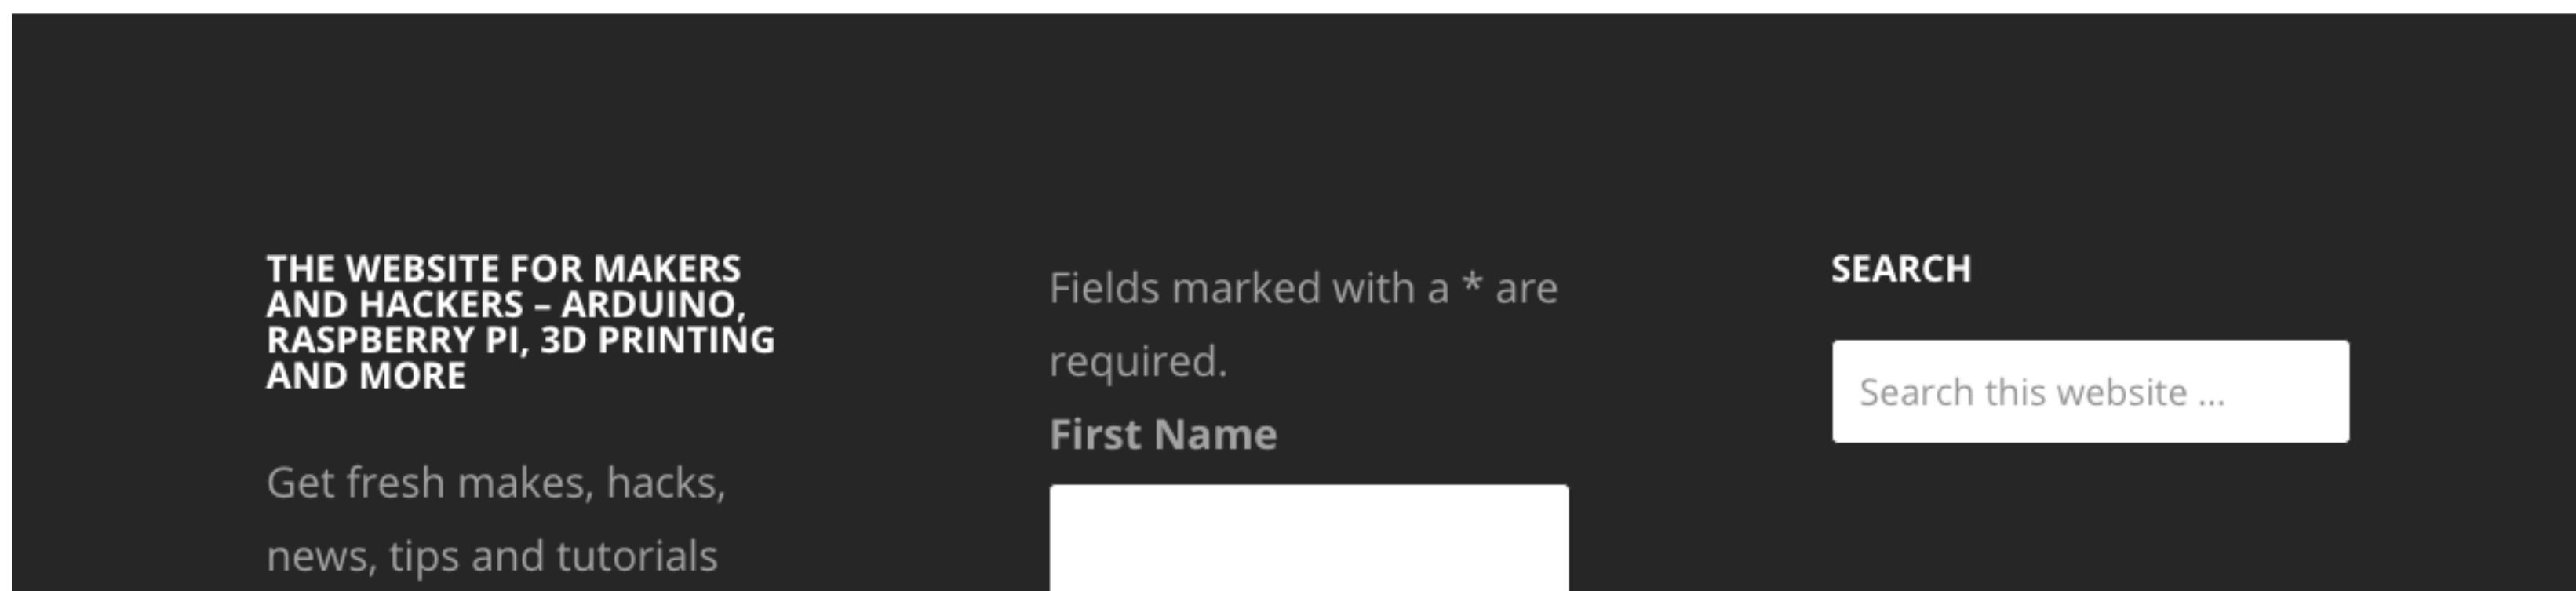 THE WEBSITE FOR MAKERS
AND HACKERS – ARDUINO,
RASPBERRY PI, 3D PRINTING
AND MORE
Get fresh makes, hacks,
news, tips and tutorials
Fields marked with a * are
required.
First Name
SEARCH
Search this website ...